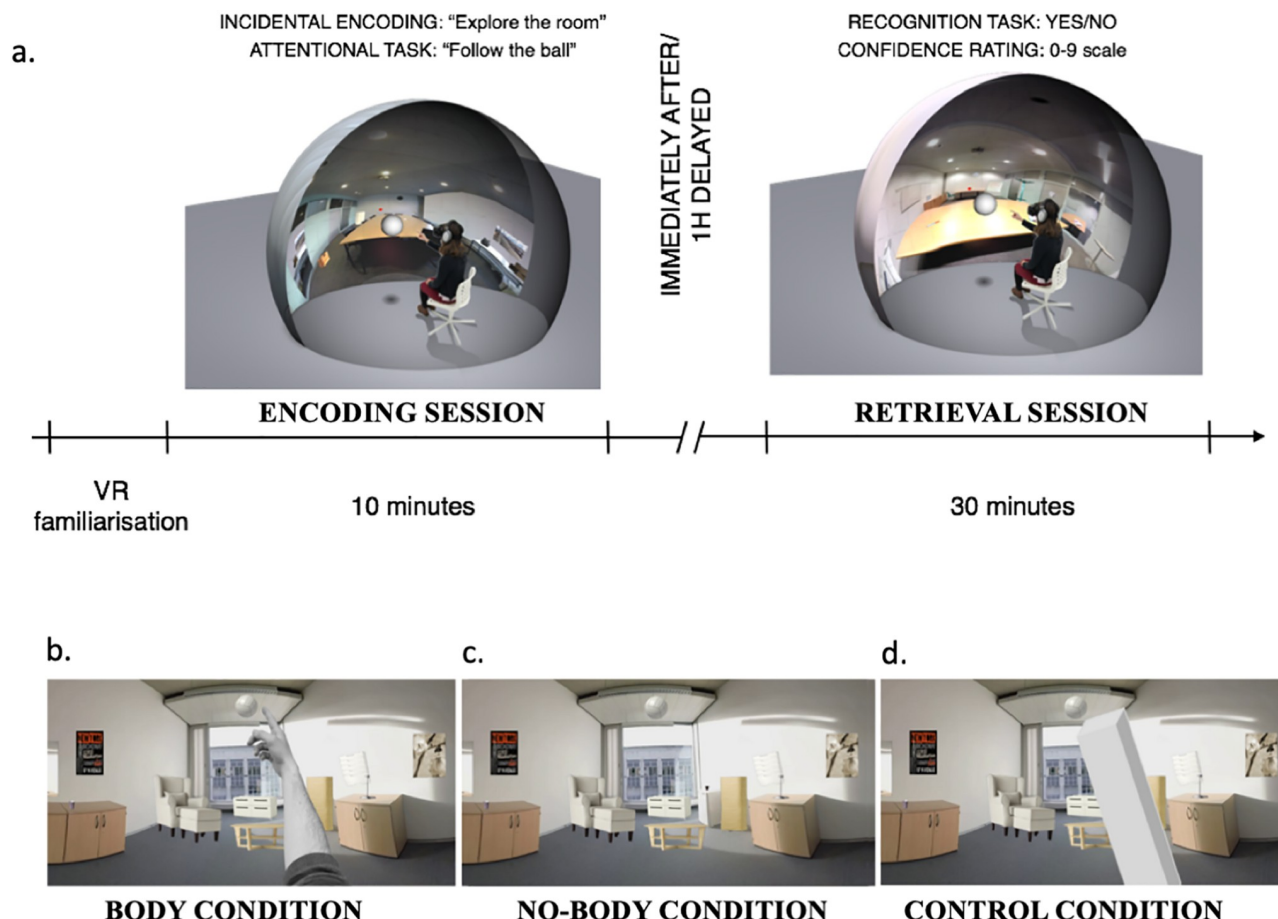 a.
INCIDENTAL ENCODING: “Explore the room”
ATTENTIONAL TASK: “Follow the ball”
IMMEDIATELY AFTER/
1H DELAYED
RECOGNITION TASK: YES/NO
CONFIDENCE RATING: 0-9 scale
ENCODING SESSION
RETRIEVAL SESSION
VR
familiarisation
10 minutes
30 minutes
b.
c.
d.
BODY CONDITION
NO-BODY CONDITION
CONTROL CONDITION